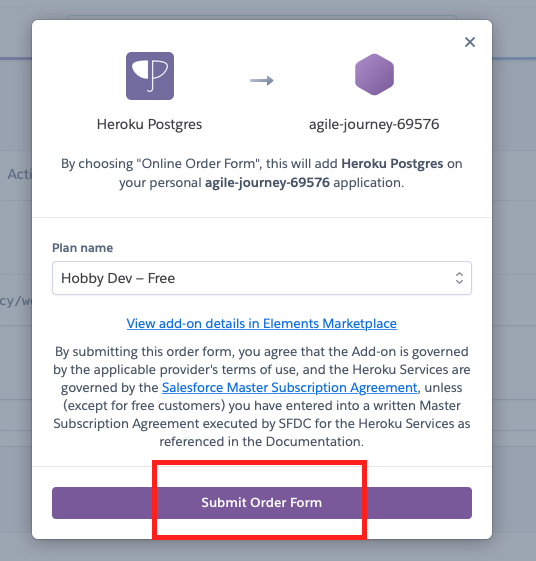 Heroku Postgres
agile-journey-69576
By choosing "Online Order Form", this will add Heroku Postgres on
your personal agile-journey-69576 application.
Acti
Plan name
Hobby Dev – Free
cy/w
View add-on details in Elements Marketplace
By submitting this order form, you agree that the Add-on is governed
by the applicable provider's terms of use, and the Heroku Services are
governed by the Salesforce Master Subscription Agreement, unless
(except for free customers) you have entered into a written Master
Subscription Agreement executed by SFDC for the Heroku Services as
referenced in the Documentation.
Submit Order Form